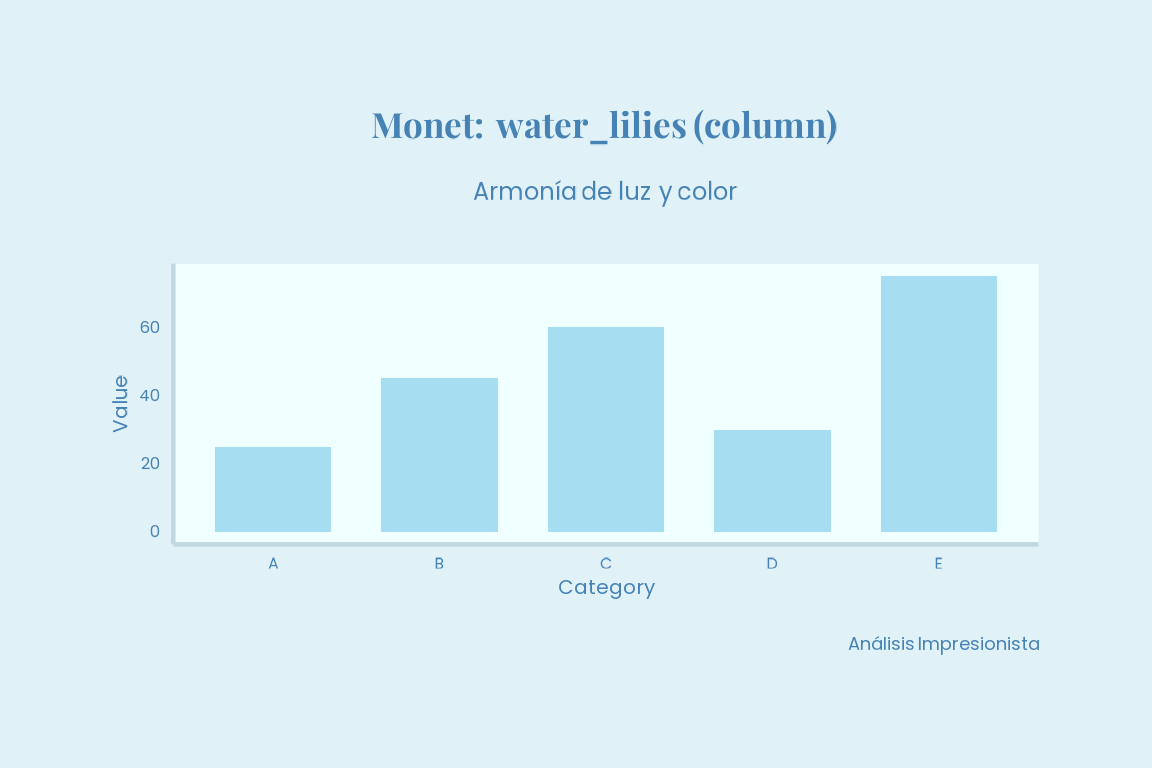 Monet: water_lilies (column)
Armonía de luz y color
Value
60
40
20
0
A B C D E
Category
Análisis Impresionista